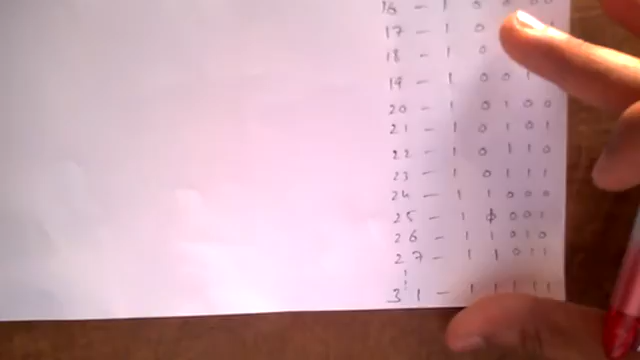 16 - 1 0 0 0 0
17 - 1 0
18 - 1 0
19 - 1 0 0 1
20 - 1 0 1 0 0
21 - 1 0 1 0 1
22 - 1 0 1 1 0
23 - 1 0 1 1 1
24 - 1 1 0 0 0
25 - 1 1 0 0 1
26 - 1 1 0 1 0
27 - 1 1 0 1 1
31 - 1 1 1 1 1